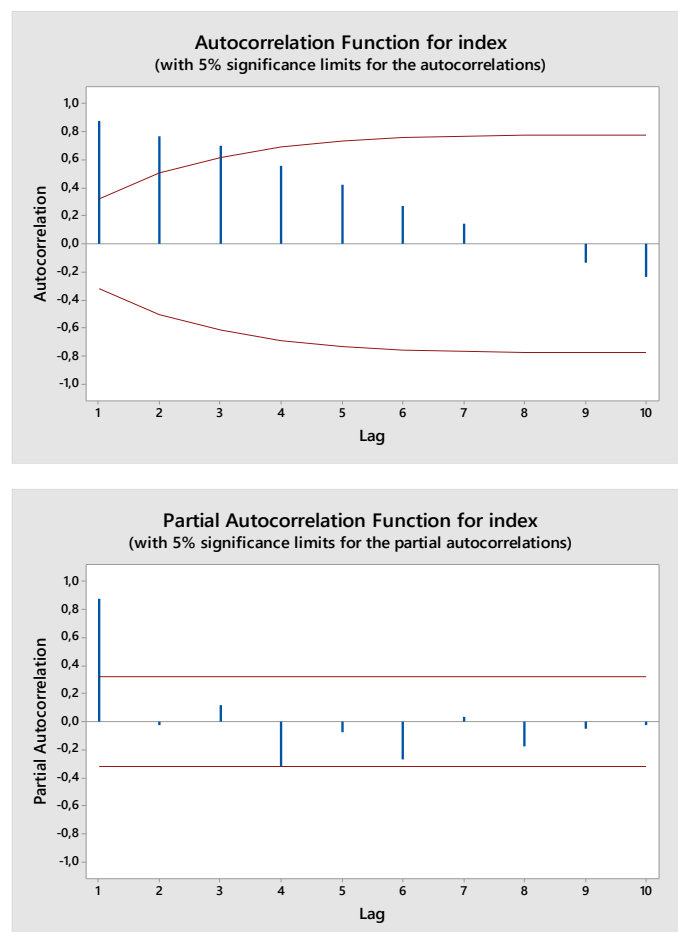 Autocorrelation Function for index
(with 5% significance limits for the autocorrelations)
1,0
0,8
0,6
0,4
0,2
0,0
-0,2
-0,4
-0,6
-0,8
-1,0
Autocorrelation
1 2 3 4 5 6 7 8 9 10
Lag
Partial Autocorrelation Function for index
(with 5% significance limits for the partial autocorrelations)
1,0
0,8
0,6
0,4
0,2
0,0
-0,2
-0,4
-0,6
-0,8
-1,0
Partial Autocorrelation
1 2 3 4 5 6 7 8 9 10
Lag